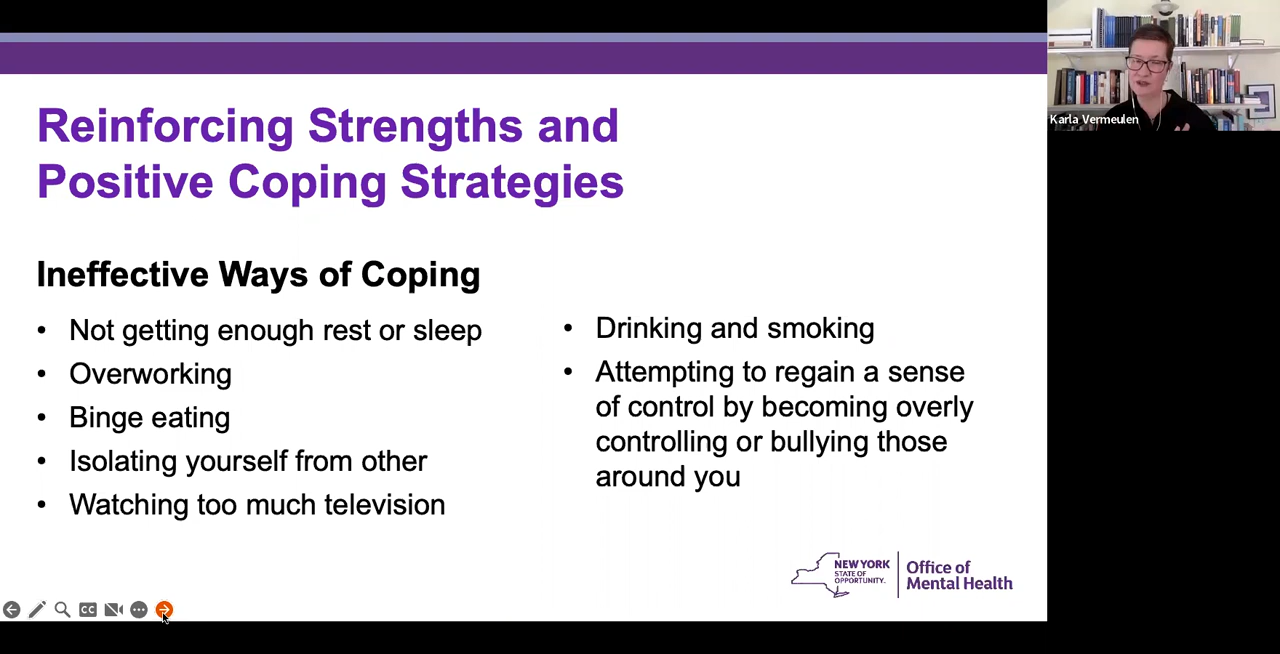 Reinforcing Strengths and
Positive Coping Strategies
Ineffective Ways of Coping
• Not getting enough rest or sleep
• Overworking
• Binge eating
• Isolating yourself from other
• Watching too much television
• Drinking and smoking
• Attempting to regain a sense
of control by becoming overly
controlling or bullying those
around you
NEW YORK
STATE OF
OPPORTUNITY.
Office of
Mental Health
CC
Karla Vermeulen